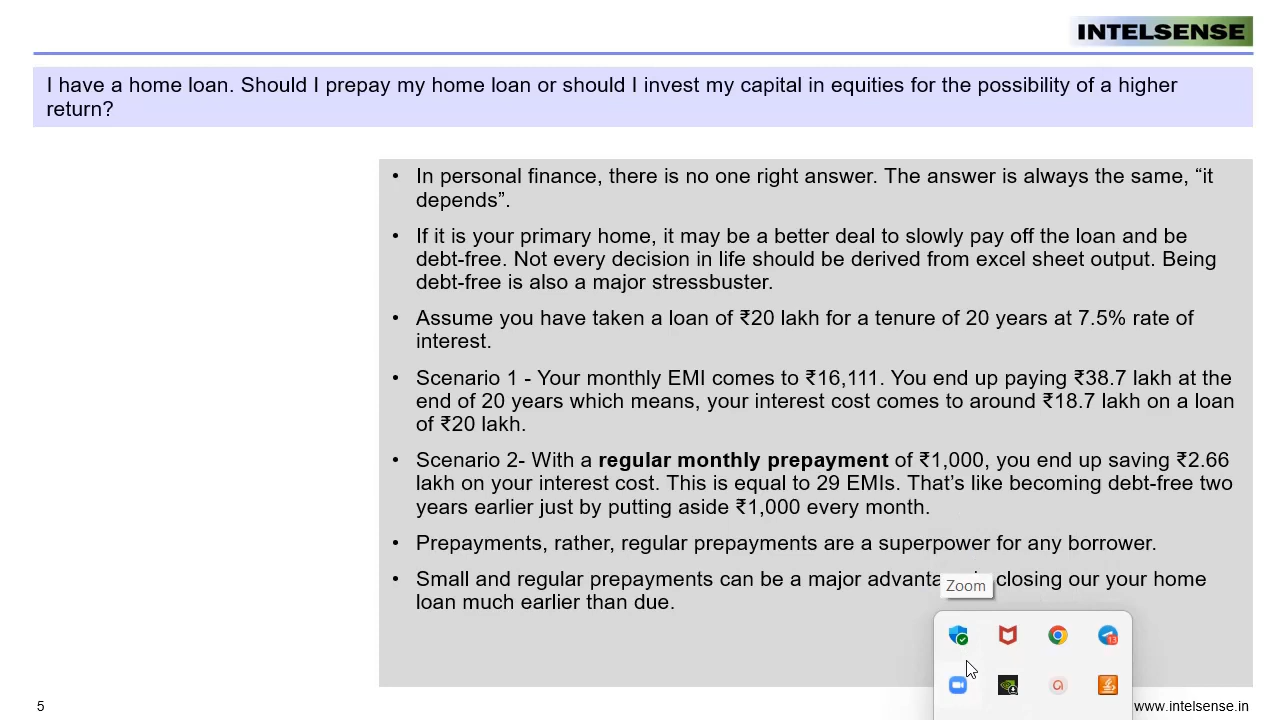 INTELSENSE
I have a home loan. Should I prepay my home loan or should I invest my capital in equities for the possibility of a higher
return?
• In personal finance, there is no one right answer. The answer is always the same, “it
depends”.
• If it is your primary home, it may be a better deal to slowly pay off the loan and be
debt-free. Not every decision in life should be derived from excel sheet output. Being
debt-free is also a major stressbuster.
• Assume you have taken a loan of ₹20 lakh for a tenure of 20 years at 7.5% rate of
interest.
• Scenario 1 - Your monthly EMI comes to ₹16,111. You end up paying ₹38.7 lakh at the
end of 20 years which means, your interest cost comes to around ₹18.7 lakh on a loan
of ₹20 lakh.
• Scenario 2- With a regular monthly prepayment of ₹1,000, you end up saving ₹2.66
lakh on your interest cost. This is equal to 29 EMIs. That’s like becoming debt-free two
years earlier just by putting aside ₹1,000 every month.
• Prepayments, rather, regular prepayments are a superpower for any borrower.
• Small and regular prepayments can be a major closing our your home
loan much earlier than due.
Zoom
5
www.intelsense.in